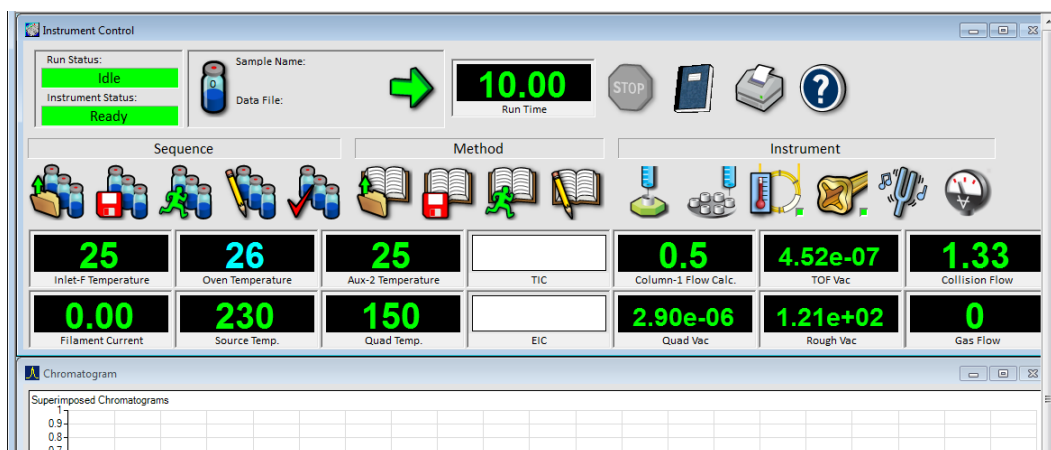 Instrument Control
Run Status:
Idle
Instrument Status:
Ready
0
Sample Name:
Data File:
10.00
Run Time
STOP
?
Sequence
Method
Instrument
25
Inlet-F Temperature
26
Oven Temperature
25
Aux-2 Temperature
TIC
0.5
Column-1 Flow Calc.
4.52e-07
TOF Vac
1.33
Collision Flow
0.00
Filament Current
230
Source Temp.
150
Quad Temp.
EIC
2.90e-06
Quad Vac
1.21e+02
Rough Vac
0
Gas Flow
Chromatogram
Superimposed Chromatograms
1
0.9
0.8
0.7